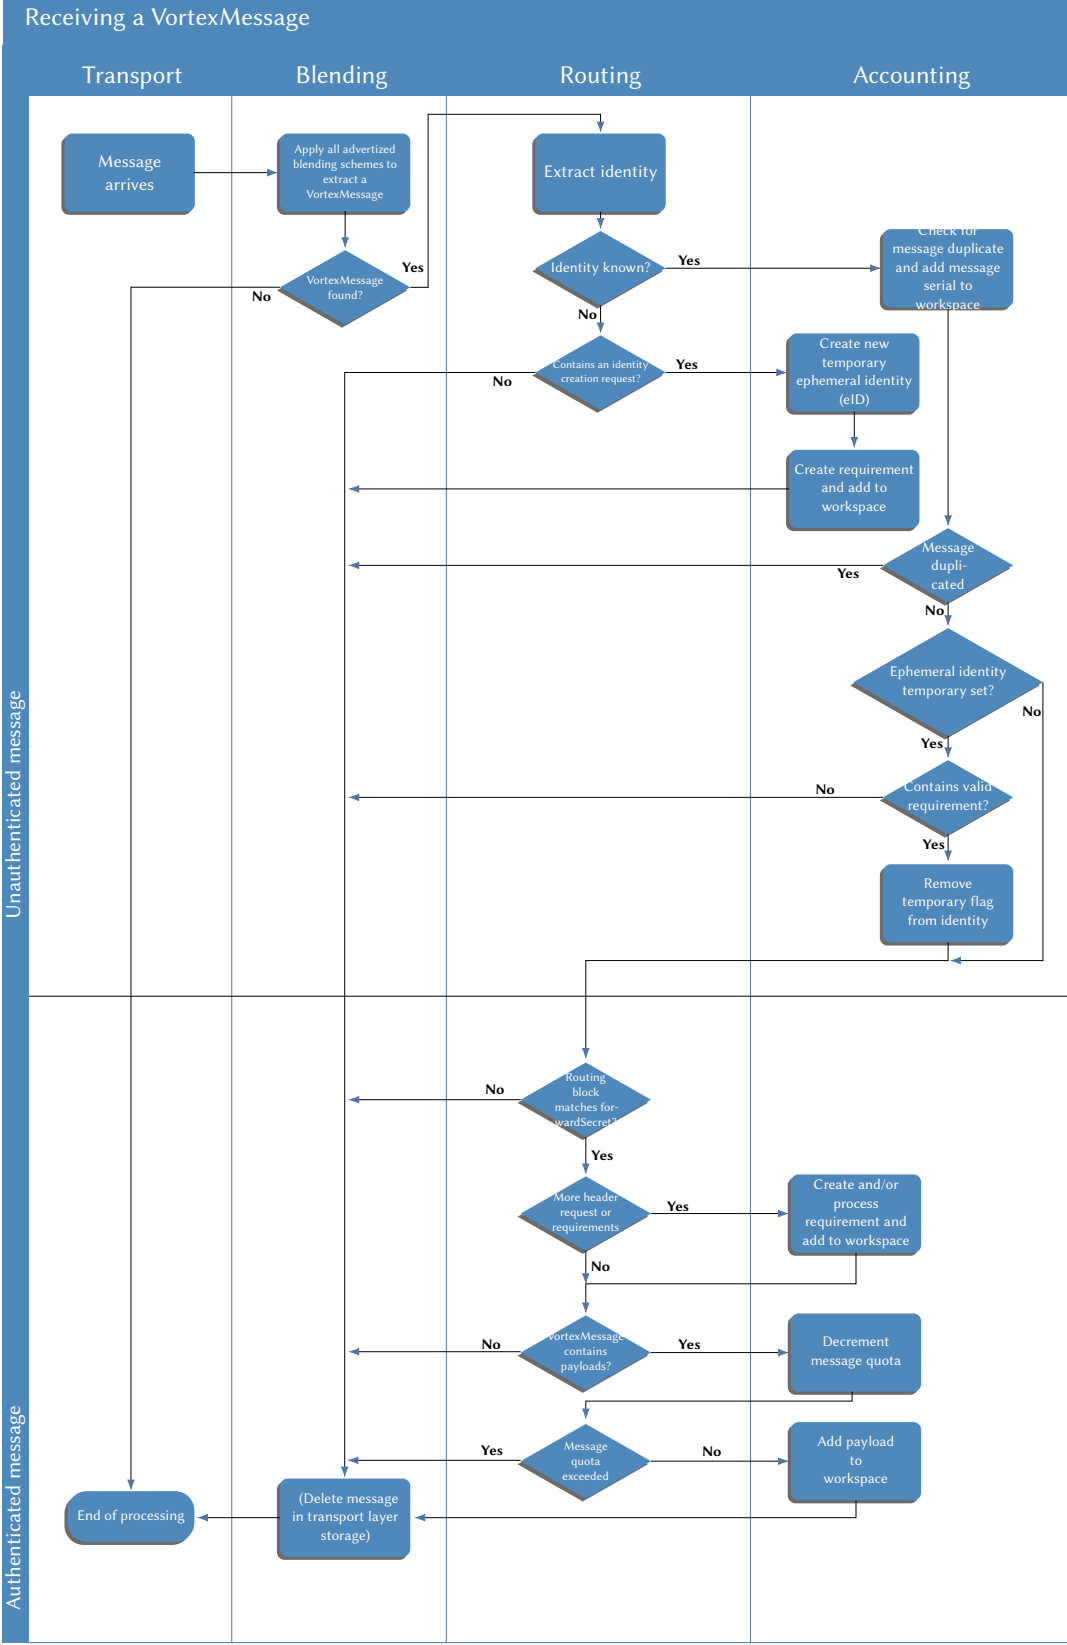 Receiving a VortexMessage
Transport
Blending
Routing
Accounting
Message
arrives
Apply all advertized
blending schemes to
extract a
VortexMessage
Extract identity
Check for
message duplicate
and add message
serial to
workspace
VortexMessage
found?
Yes
No
Identity known?
Yes
No
Contains an identity
creation request?
Yes
No
Create new
temporary
ephemeral identity
(eID)
Create requirement
and add to
workspace
Message
dupli-
cated
Yes
No
Ephemeral identity
temporary set?
No
Yes
Contains valid
requirement?
No
Yes
Remove
temporary flag
from identity
Unauthenticated message
Routing
block
matches for-
wardSecret?
No
Yes
More header
request or
requirements
Yes
No
Create and/or
process
requirement and
add to workspace
VortexMessage
contains
payloads?
No
Yes
Decrement
message quota
Message
quota
exceeded
Yes
No
Add payload
to
workspace
(Delete message
in transport layer
storage)
End of processing
Authenticated message